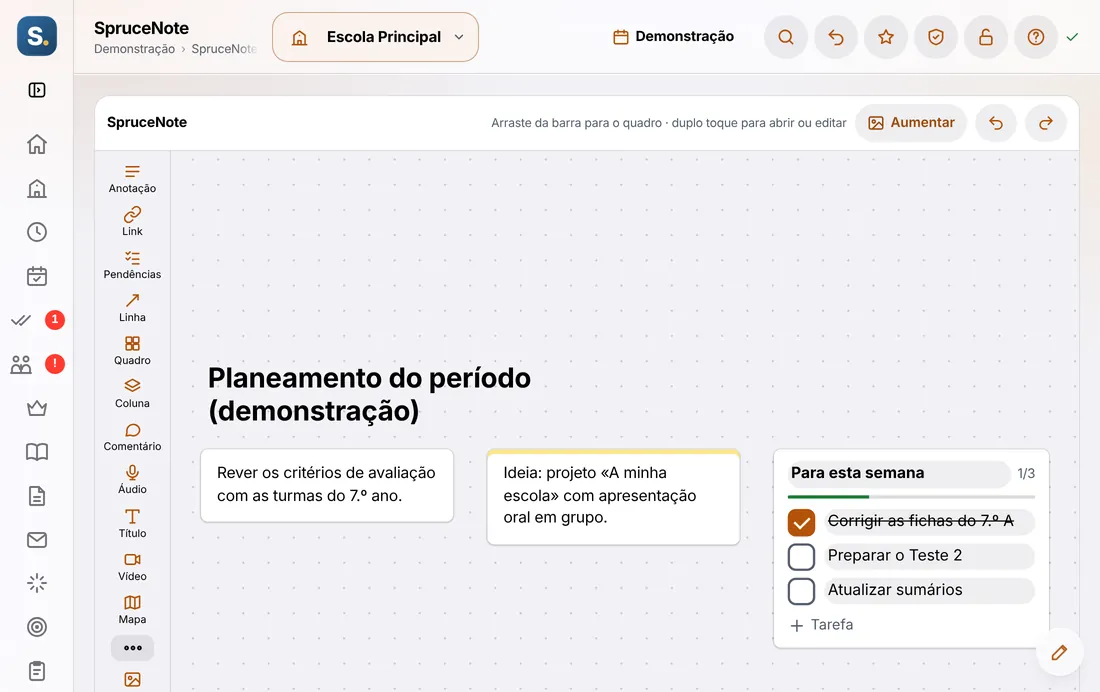 S.
SpruceNote
Demonstração › SpruceNote
Escola Principal
Demonstração
SpruceNote
Arraste da barra para o quadro · duplo toque para abrir ou editar
Aumentar
1
!
Anotação
Link
Pendências
Linha
Quadro
Coluna
Comentário
Áudio
Título
Vídeo
Mapa
Planeamento do período
(demonstração)
Rever os critérios de avaliação
com as turmas do 7.º ano.
Ideia: projeto «A minha
escola» com apresentação
oral em grupo.
Para esta semana 1/3
Corrigir as fichas do 7.º A
Preparar o Teste 2
Atualizar sumários
+ Tarefa